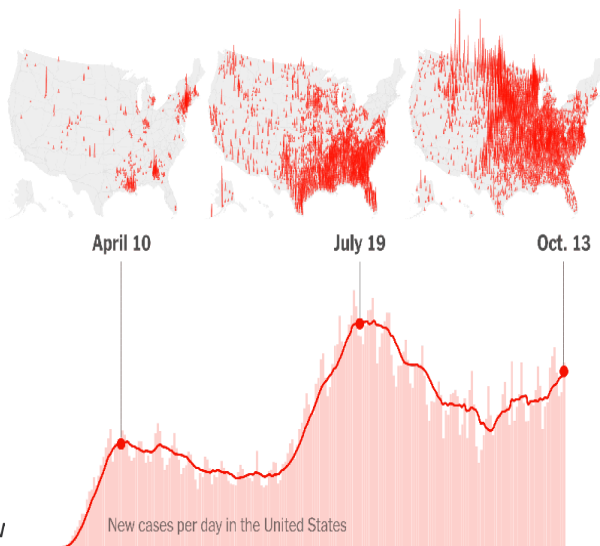 April 10
July 19
Oct. 13
New cases per day in the United States